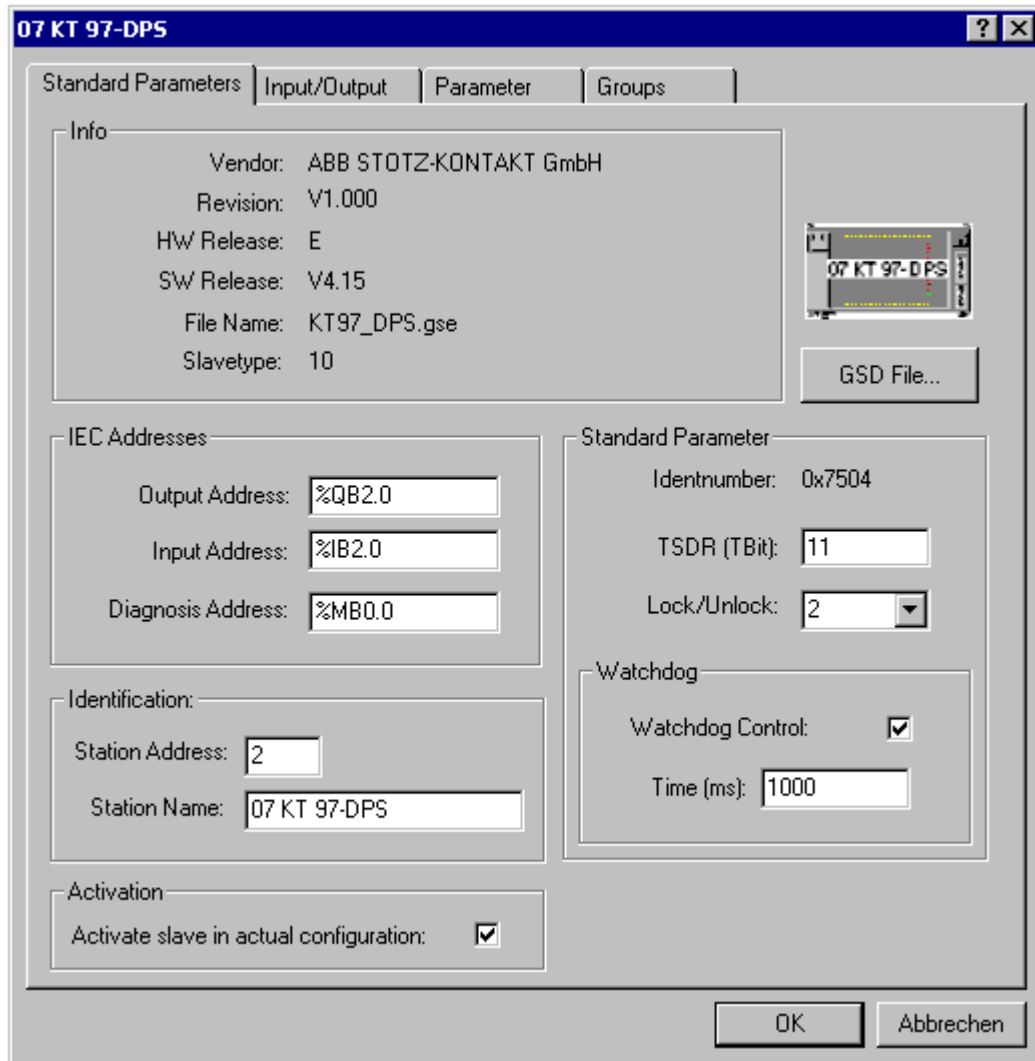 07 KT 97-DPS
Standard Parameters Input/Output Parameter Groups
Info
Vendor: ABB STOTZ-KONTAKT GmbH
Revision: V1.000
HW Release: E
SW Release: V4.15
File Name: KT97_DPS.gse
Slavetype: 10
07 KT 97-DPS
GSD File...
IEC Addresses
Output Address: %QB2.0
Input Address: %IB2.0
Diagnosis Address: %MB0.0
Standard Parameter
Identnumber: 0x7504
TSDR (TBit): 11
Lock/Unlock: 2
Watchdog
Watchdog Control:
Time (ms): 1000
Identification:
Station Address: 2
Station Name: 07 KT 97-DPS
Activation
Activate slave in actual configuration:
OK Abbrechen